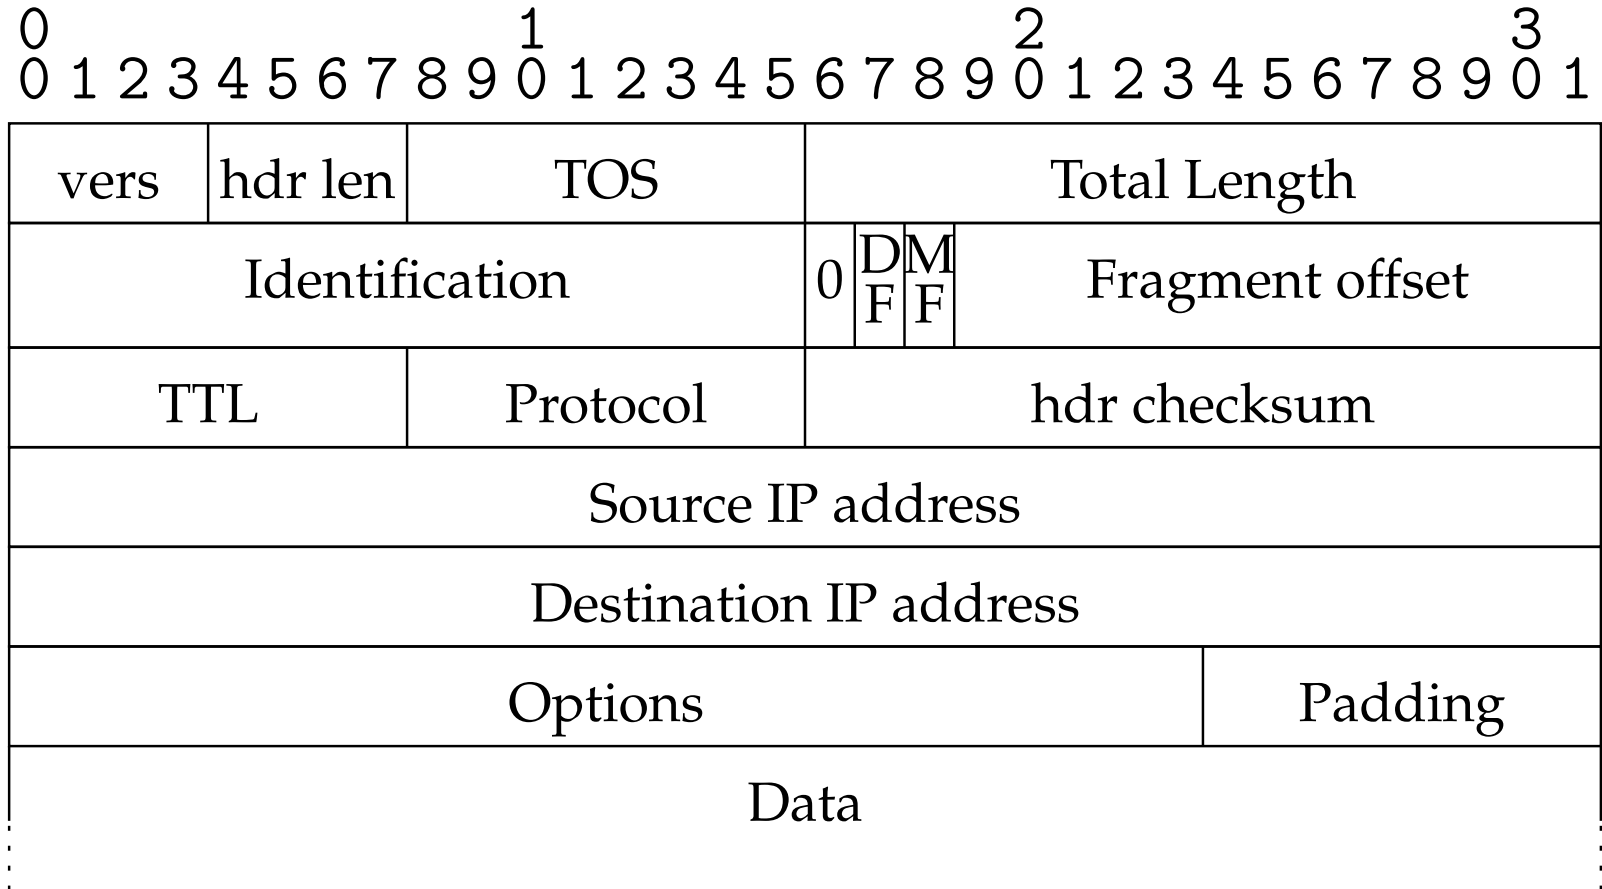 0 1 2 3
0 1 2 3 4 5 6 7 8 9 0 1 2 3 4 5 6 7 8 9 0 1 2 3 4 5 6 7 8 9 0 1
vers hdr len TOS Total Length
Identification 0 DF MF Fragment offset
TTL Protocol hdr checksum
Source IP address
Destination IP address
Options Padding
Data